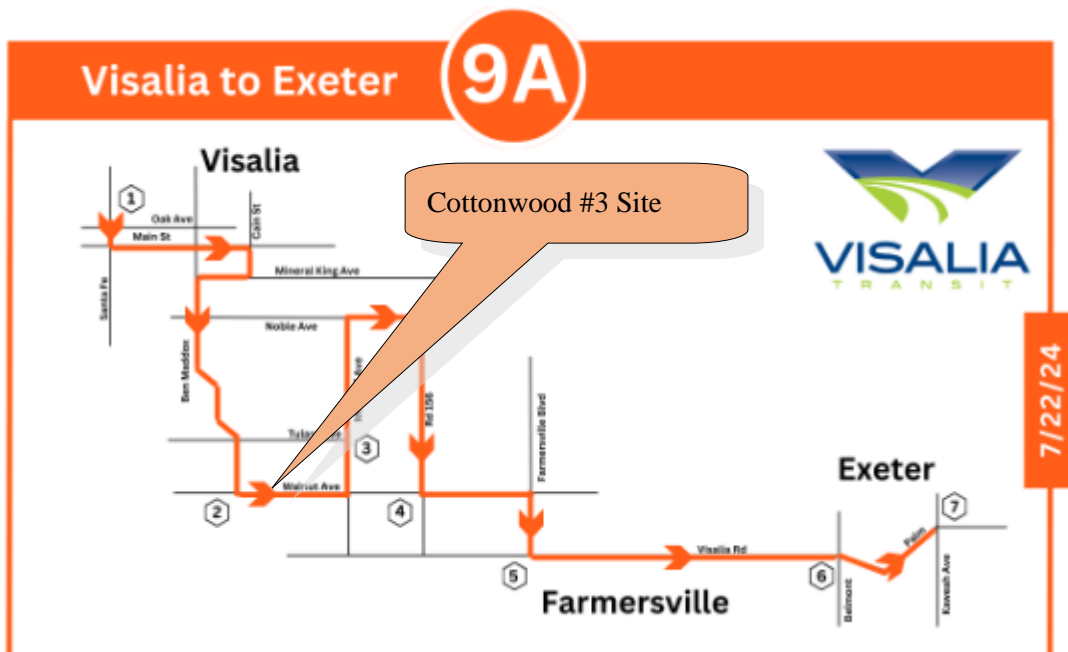 Visalia to Exeter
9A
Visalia
Cottonwood #3 Site
VISALIA
TRANSIT
7/22/24
1
Oak Ave
Main St
Cain St
Santa Fe
Mineral King Ave
Noble Ave
Ben Maddox
Ave
Rd 156
Farmersville Blvd
3
Walnut Ave
2
4
Exeter
7
Palm
Visalia Rd
5
6
Farmersville
Belmont
Kaweah Ave